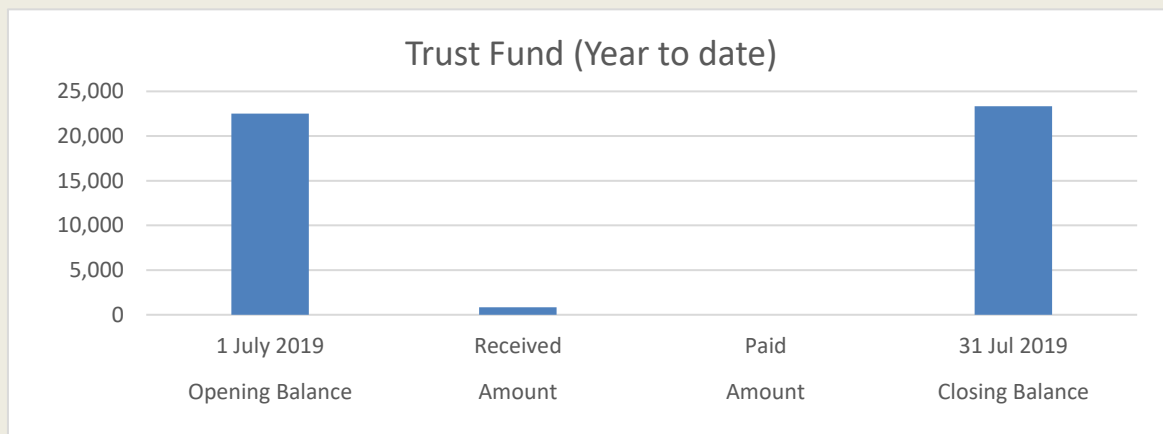 Trust Fund (Year to date)
25,000
20,000
15,000
10,000
5,000
0
1 July 2019 Received Paid 31 Jul 2019
Opening Balance Amount Amount Closing Balance